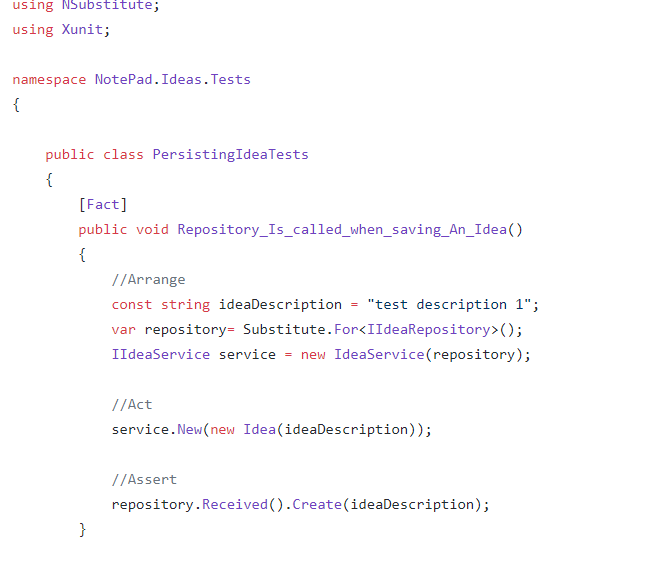 using NSubstitute;
using Xunit;
namespace NotePad.Ideas.Tests
{
public class PersistingIdeaTests
{
[Fact]
public void Repository_Is_called_when_saving_An_Idea()
{
//Arrange
const string ideaDescription = "test description 1";
var repository= Substitute.For<IIdeaRepository>();
IIdeaService service = new IdeaService(repository);
//Act
service.New(new Idea(ideaDescription));
//Assert
repository.Received().Create(ideaDescription);
}